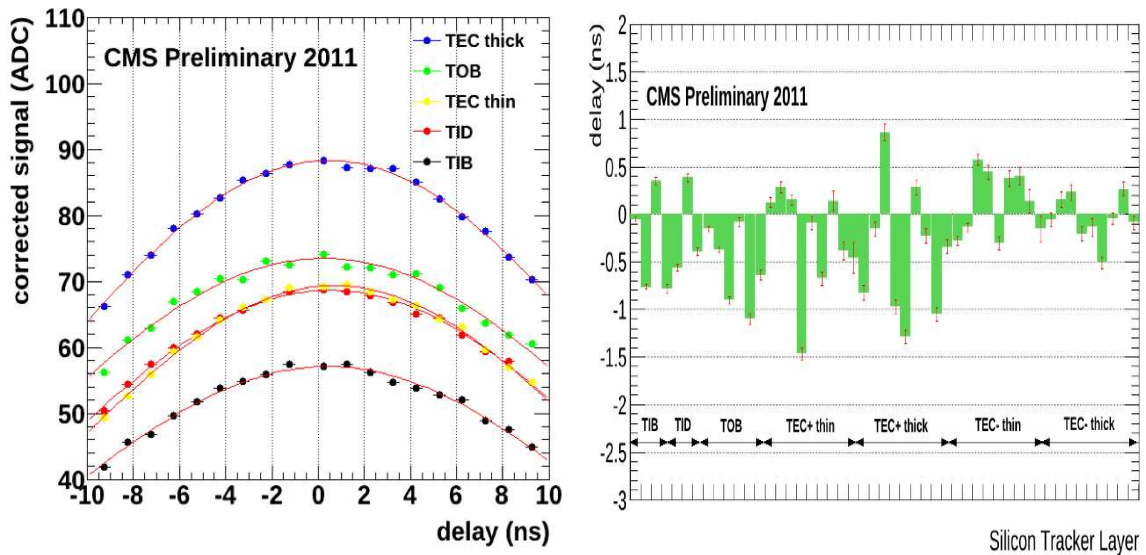 corrected signal (ADC)
110
100
90
80
70
60
50
40
CMS Preliminary 2011
TEC thick
TOB
TEC thin
TID
TIB
-10 -8 -6 -4 -2 0 2 4 6 8 10
delay (ns)
delay (ns)
2
1.5
1
0.5
0
-0.5
-1
-1.5
-2
-2.5
-3
CMS Preliminary 2011
TIB TID TOB TEC+ thin TEC+ thick TEC- thin TEC- thick
Silicon Tracker Layer